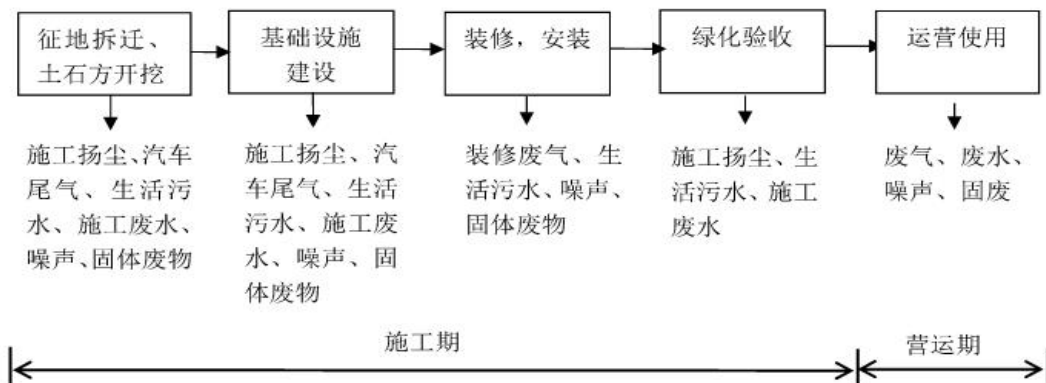 征地拆迁、
土石方开挖
基础设施
建设
装修，安装
绿化验收
运营使用
施工扬尘、汽车
尾气、生活污
水、施工废水、
噪声、固体废物
施工扬尘、汽
车尾气、生活
污水、施工废
水、噪声、固
体废物
装修废气、生
活污水、噪声、
固体废物
施工扬尘、生
活污水、施工
废水
废气、废水、
噪声、固废
施工期
营运期